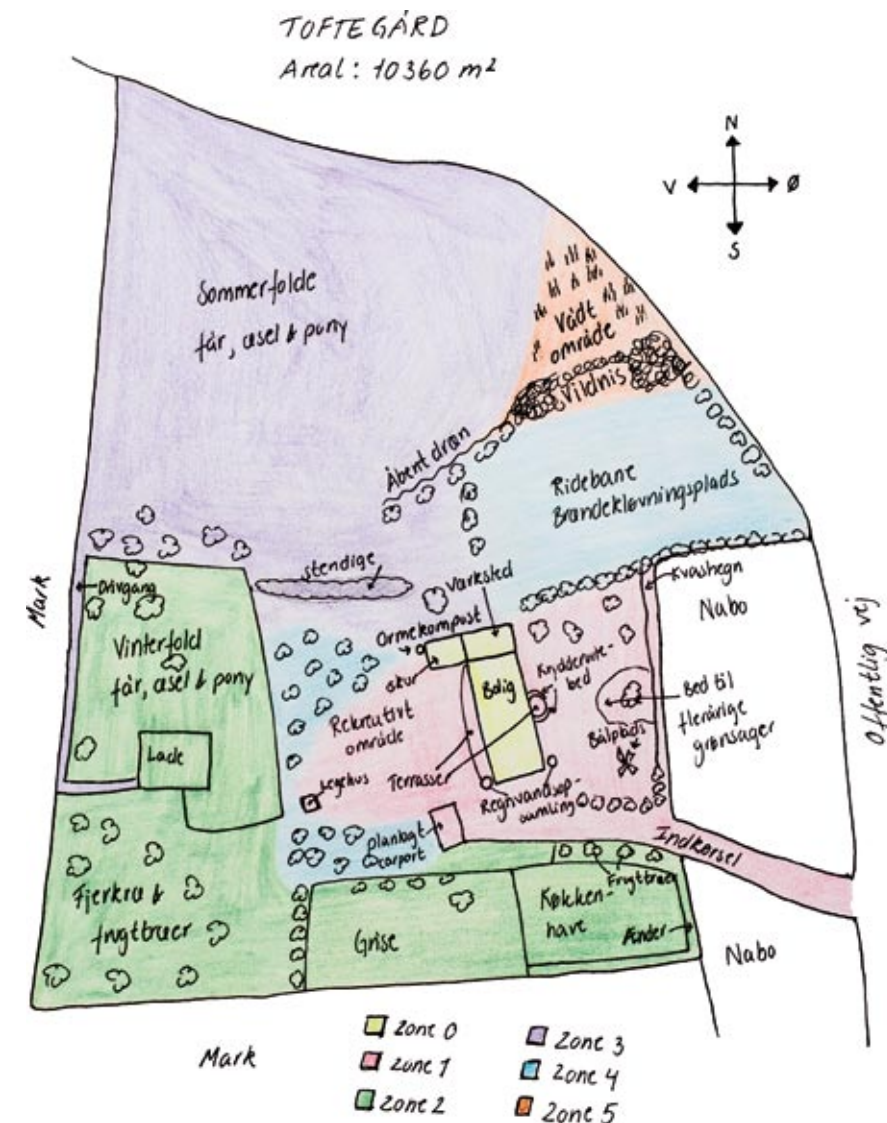 TOFTEGÅRD
Areal: 10360 m²
N
V
Ø
S
Sommerfolde
får, æsel & pony
Vådt
område
Vildnis
Åbent dræn
Ridebane
Brændekløvningsplads
stendige
Værksted
Kvashegn
Nabo
Mark
Drivgang
Ormekompost
Vinterfold
får, æsel & pony
skur
Bolig
Krydderurte-
bed
Bed til
flerårige
grønsager
Offentlig vej
Rekreativt
område
Bålplads
Lade
Legehus
Terrasser
Regnvandsop-
samling
planlagt
carport
Indkørsel
Fjerkræ &
frugttræer
Frugttræer
Grise
Køkken-
have
Ænder
Nabo
Mark
Zone 0
Zone 1
Zone 2
Zone 3
Zone 4
Zone 5